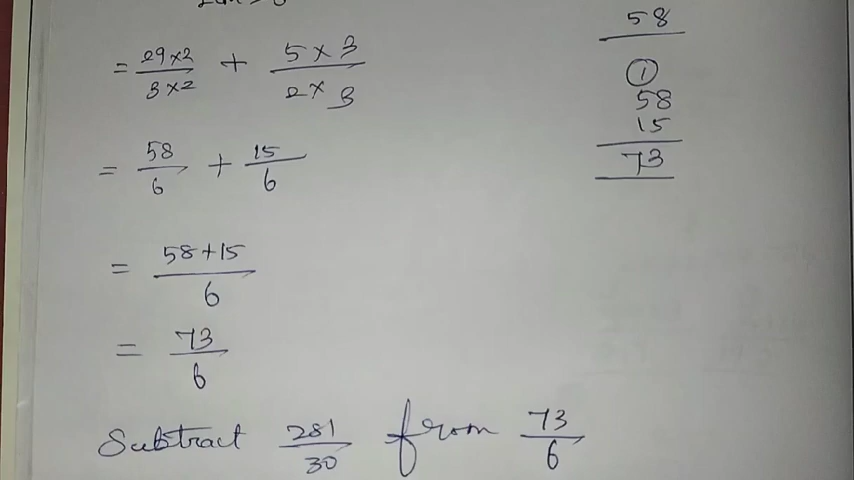 58
= 29×2/3×2 + 5×3/2×3
①
58
15
73
= 58/6 + 15/6
= 58+15/6
= 73/6
Subtract 281/30 from 73/6